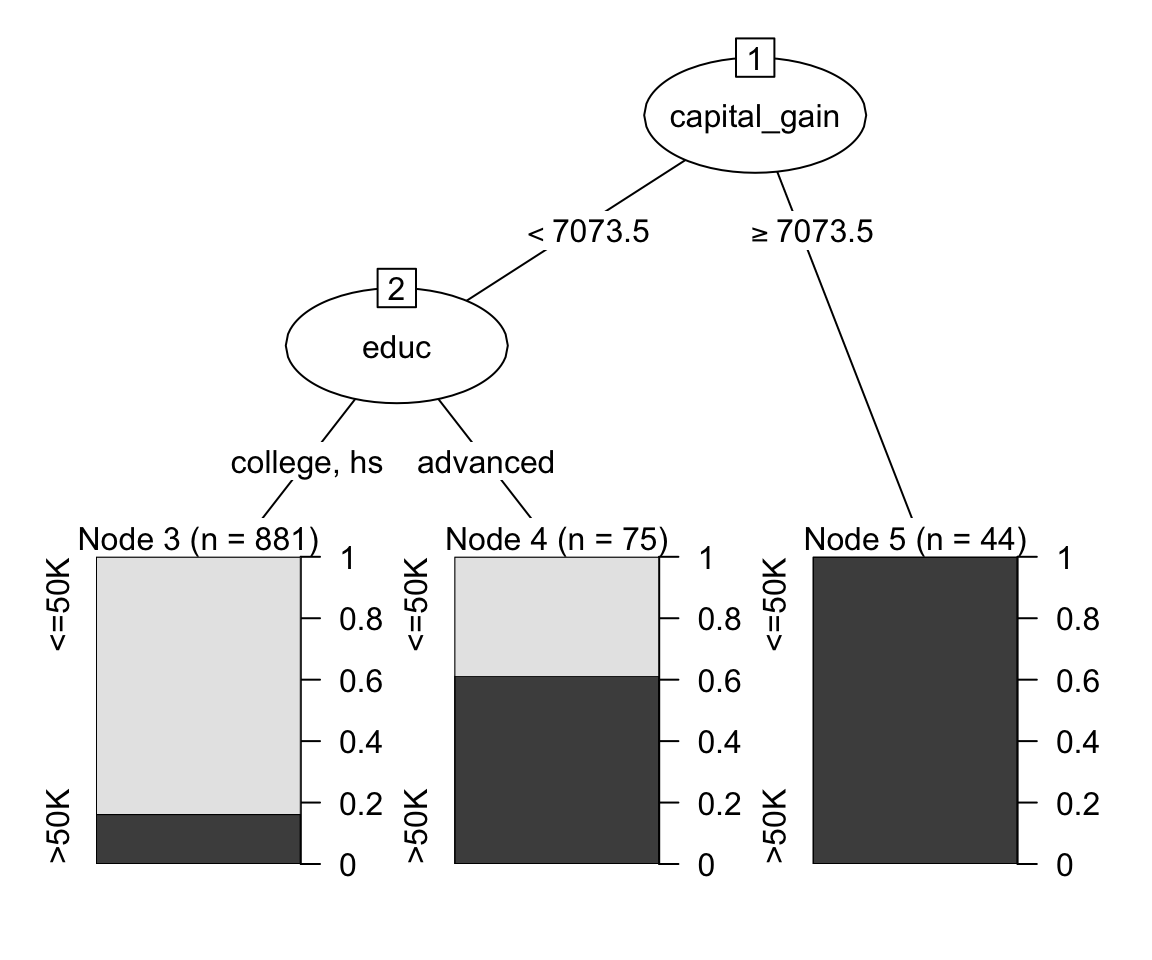 1
capital_gain
< 7073.5
≥ 7073.5
2
educ
college, hs
advanced
Node 3 (n = 881)
<=50K
>50K
1
0.8
0.6
0.4
0.2
0
Node 4 (n = 75)
<=50K
>50K
1
0.8
0.6
0.4
0.2
0
Node 5 (n = 44)
<=50K
>50K
1
0.8
0.6
0.4
0.2
0